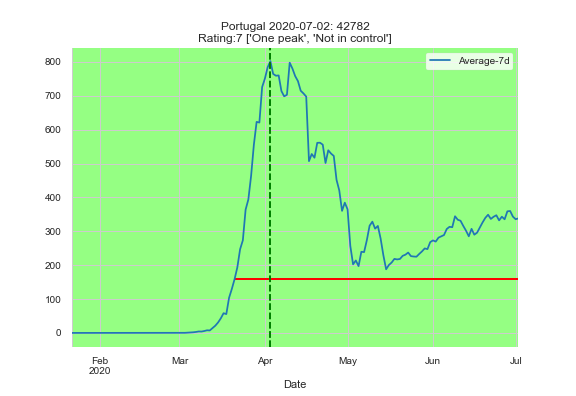 Portugal 2020-07-02: 42782
Rating:7 ['One peak', 'Not in control']
Average-7d
800
700
600
500
400
300
200
100
0
Feb Mar Apr May Jun Jul
2020
Date